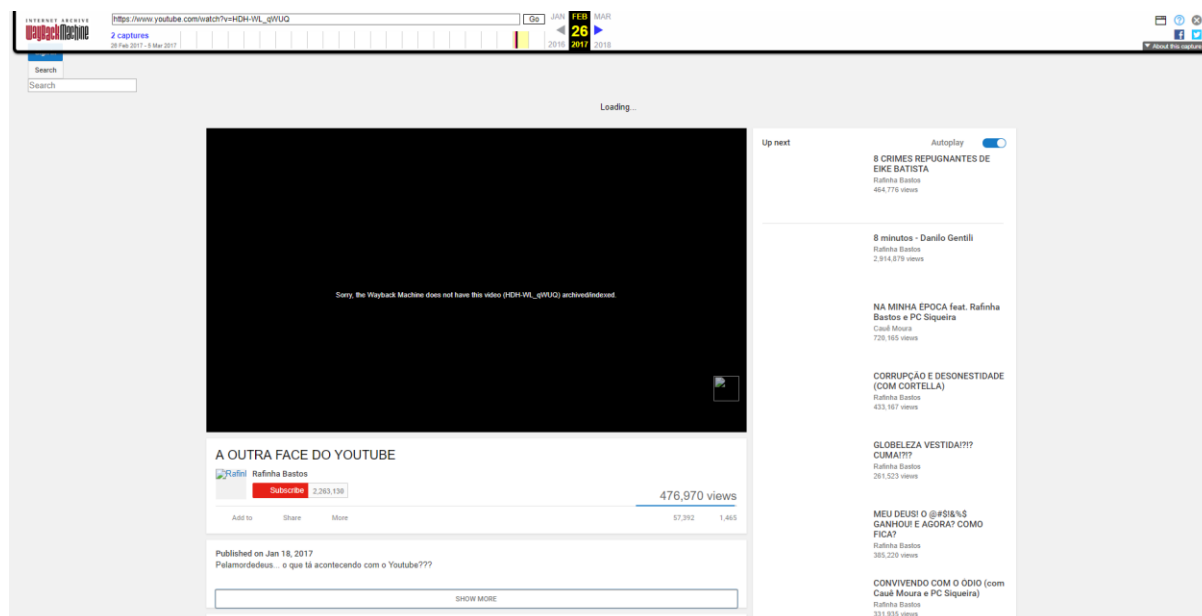 INTERNET ARCHIVE
WayBackMachine
https://www.youtube.com/watch?v=HDH-WL_qWUQ
Go
JAN
FEB
MAR
2 captures
26
26 Feb 2017 - 6 Mar 2017
2016
2017
2018
About this capture
Search
Search
Loading...
Sorry, the Wayback Machine does not have this video (HDH-WL_qWUQ) archived/indexed.
A OUTRA FACE DO YOUTUBE
Rafinl
Rafinha Bastos
Subscribe
2,263,138
476,970 views
Add to
Share
More
57,392
1,465
Published on Jan 18, 2017
Pelamordedeus... o que tá acontecendo com o Youtube???
SHOW MORE
Up next
Autoplay
8 CRIMES REPUGNANTES DE
EIKE BATISTA
Rafinha Bastos
464,776 views
8 minutos - Danilo Gentili
Rafinha Bastos
2,914,879 views
NA MINHA ÉPOCA feat. Rafinha
Bastos e PC Siqueira
Cauê Moura
728,165 views
CORRUPÇÃO E DESONESTIDADE
(COM CORTELLA)
Rafinha Bastos
433,167 views
GLOBELEZA VESTIDA!?!?
CUMA!?!?
Rafinha Bastos
261,523 views
MEU DEUS! O @#$!&%$
GANHOU! E AGORA? COMO
FICA?
Rafinha Bastos
385,220 views
CONVIVENDO COM O ÓDIO (com
Cauê Moura e PC Siqueira)
Rafinha Bastos
331,935 views